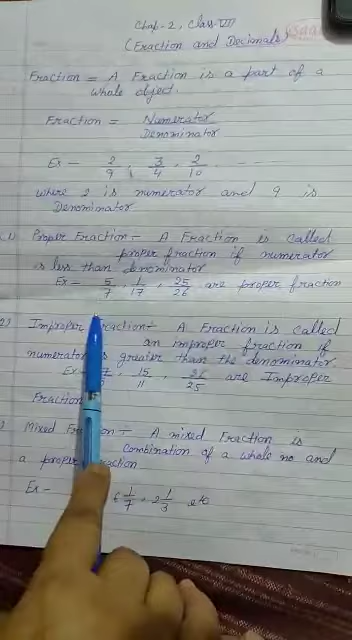 Chap-2, Class-VII
(Fraction and Decimals)
Fraction = A Fraction is a part of a
whole object.
Fraction = Numerator
Denominator
Ex - 2/9, 3/4, 2/10 ------
where 2 is numerator and 9 is
Denominator
Proper Fraction :- A Fraction is called
proper fraction if numerator
is less than denominator
Ex - 5/7, 1/17, 25/26 are proper fraction
2) Improper Fraction :- A Fraction is called
an improper fraction if
numerator is greater than the denominator
Ex 15/11, /25 are Improper
Fraction
Mixed :- A mixed Fraction is
combination of a whole no and
a proper
Ex - 6 1/7, 2 1/3 etc